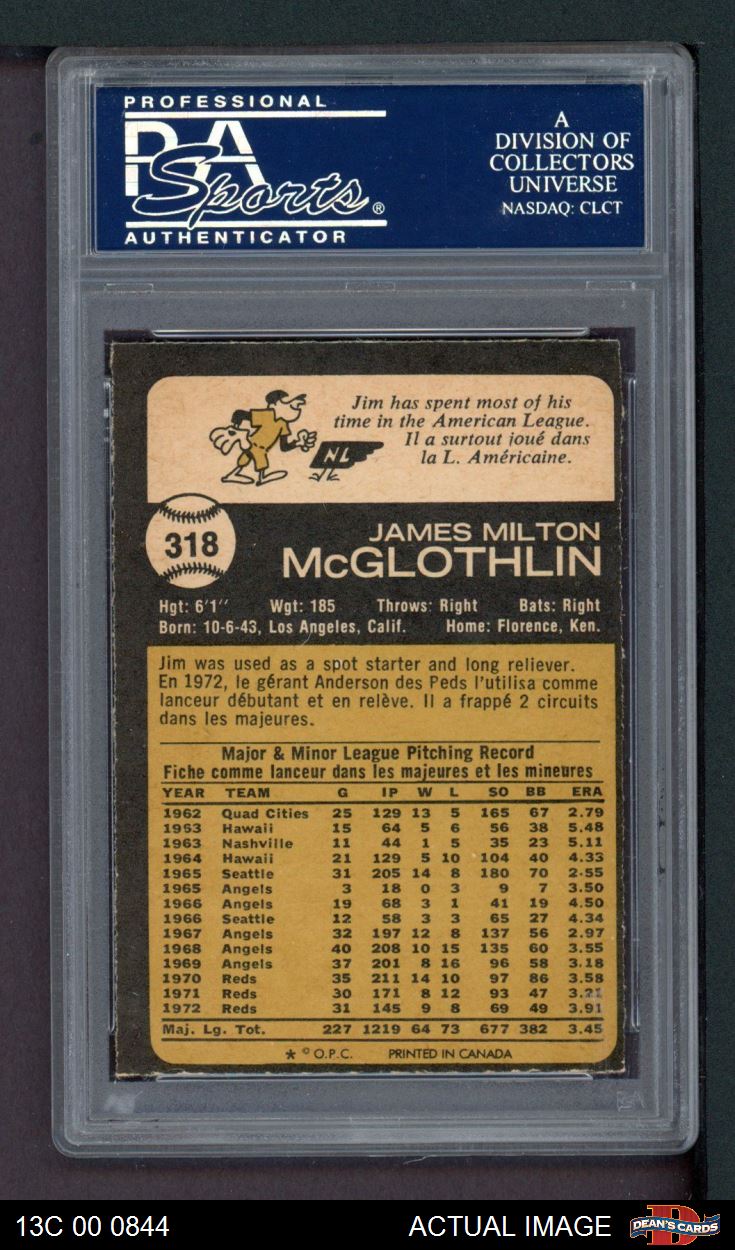 PROFESSIONAL
PSA
Sports®
AUTHENTICATOR
A
DIVISION OF
COLLECTORS
UNIVERSE
NASDAQ: CLCT
Jim has spent most of his
time in the American League.
Il a surtout joué dans
la L. Américaine.
NL
318
JAMES MILTON
McGLOTHLIN
Hgt: 6'1'' Wgt: 185 Throws: Right Bats: Right
Born: 10-6-43, Los Angeles, Calif. Home: Florence, Ken.
Jim was used as a spot starter and long reliever.
En 1972, le gérant Anderson des Peds l'utilisa comme
lanceur débutant et en relève. Il a frappé 2 circuits
dans les majeures.
Major & Minor League Pitching Record
Fiche comme lanceur dans les majeures et les mineures
YEAR TEAM G IP W L SO BB ERA
1962 Quad Cities 25 129 13 5 165 67 2.79
1953 Hawaii 15 64 5 6 56 38 5.48
1963 Nashville 11 44 1 5 35 23 5.11
1964 Hawaii 21 129 5 10 104 40 4.33
1965 Seattle 31 205 14 8 180 70 2.55
1965 Angels 3 18 0 3 9 7 3.50
1966 Angels 19 68 3 1 41 19 4.50
1966 Seattle 12 58 3 3 65 27 4.34
1967 Angels 32 197 12 8 137 56 2.97
1968 Angels 40 208 10 15 135 60 3.55
1969 Angels 37 201 8 16 96 58 3.18
1970 Reds 35 211 14 10 97 86 3.58
1971 Reds 30 171 8 12 93 47 3.21
1972 Reds 31 145 9 8 69 49 3.91
Maj. Lg. Tot. 227 1219 64 73 677 382 3.45
* © O.P.C. PRINTED IN CANADA
PSA
13C 00 0844 ACTUAL IMAGE
DEAN'S CARDS